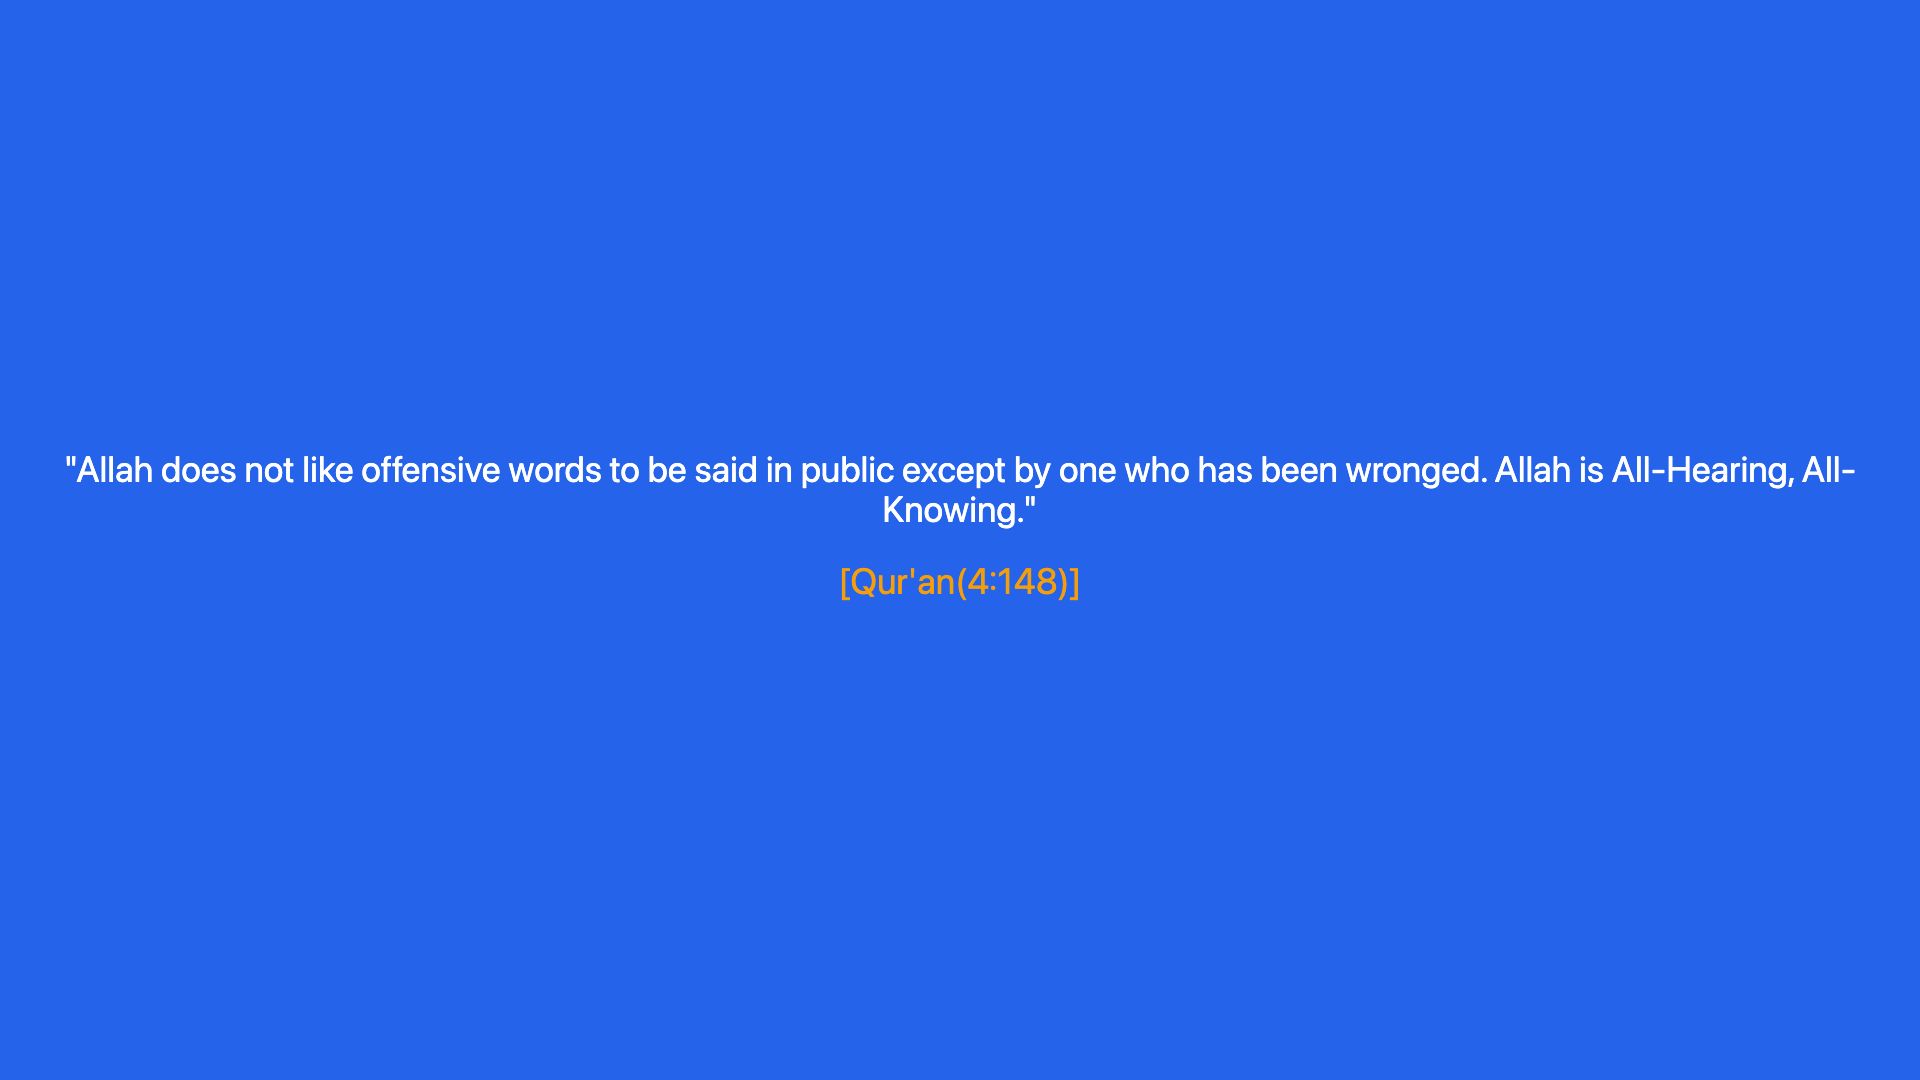 "Allah does not like offensive words to be said in public except by one who has been wronged. Allah is All-Hearing, All-
Knowing."
[Qur'an(4:148)]